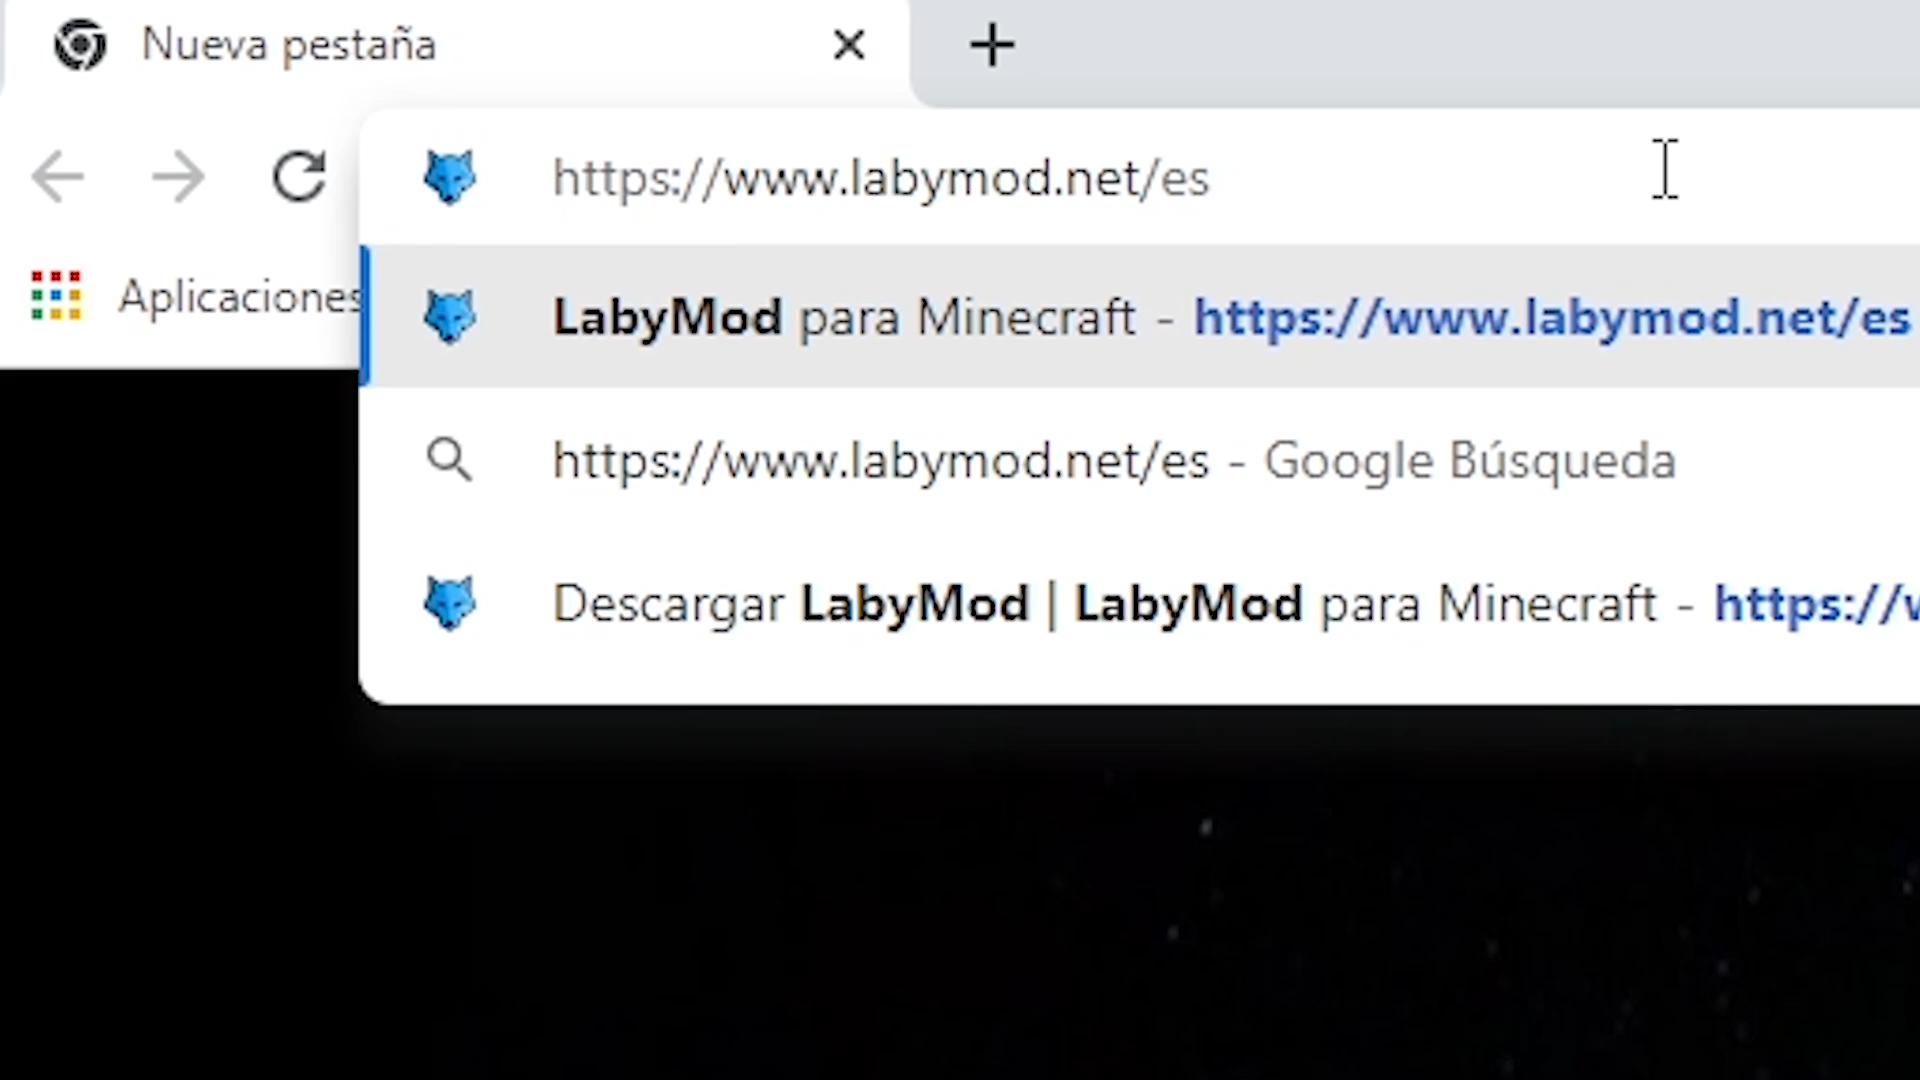 Nueva pestaña
https://www.labymod.net/es
Aplicaciones
LabyMod para Minecraft - https://www.labymod.net/es
https://www.labymod.net/es - Google Búsqueda
Descargar LabyMod | LabyMod para Minecraft - https://